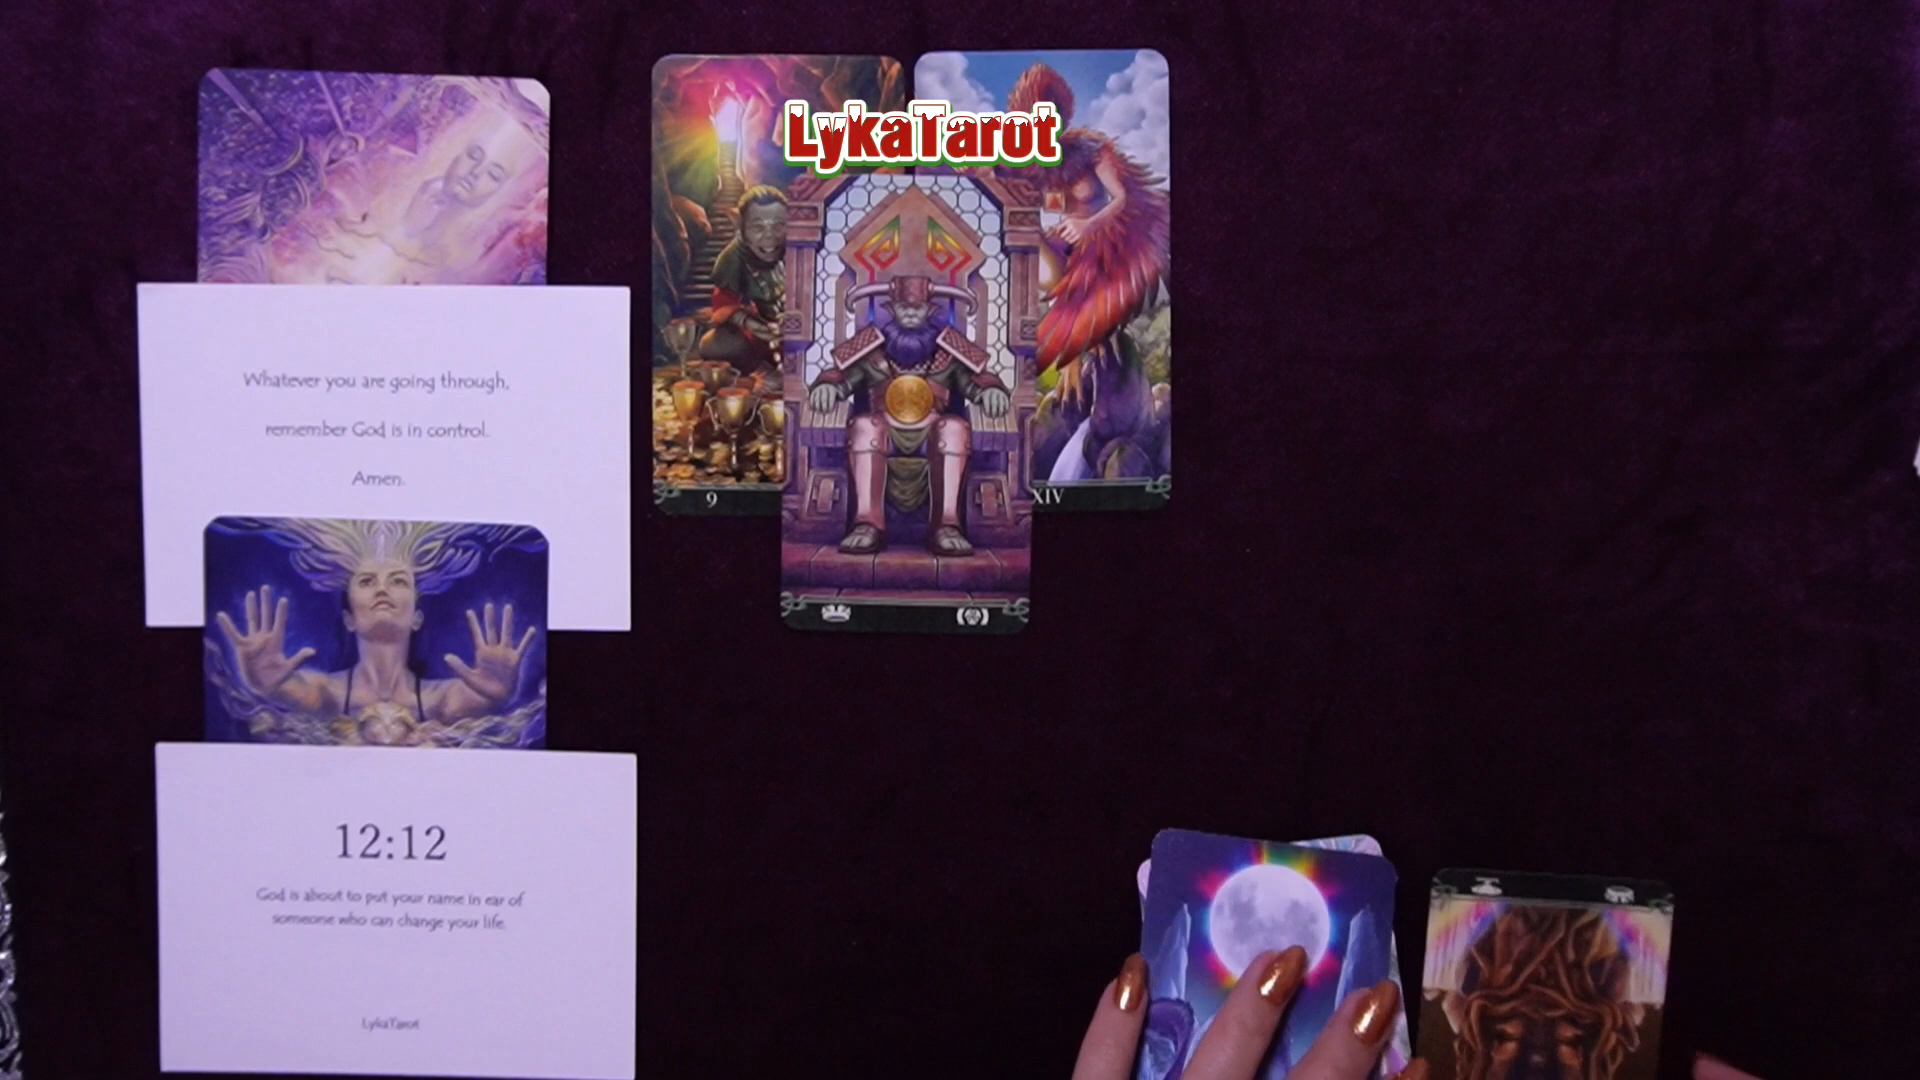 LykaTarot
Whatever you are going through,
remember God is in control.
Amen.
9
XIV
12:12
God is about to put your name in ear of
someone who can change your life.
LykaTarot